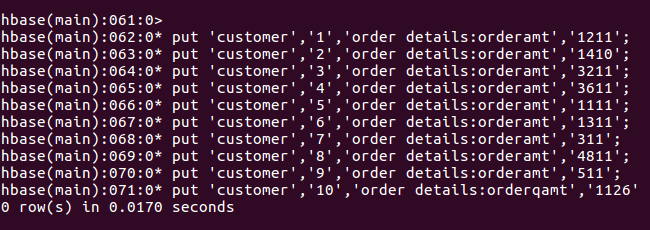 hbase(main):061:0>
hbase(main):062:0* put 'customer','1','order details:orderamt','1211';
hbase(main):063:0* put 'customer','2','order details:orderamt','1410';
hbase(main):064:0* put 'customer','3','order details:orderamt','3211';
hbase(main):065:0* put 'customer','4','order details:orderamt','3611';
hbase(main):066:0* put 'customer','5','order details:orderamt','1111';
hbase(main):067:0* put 'customer','6','order details:orderamt','1311';
hbase(main):068:0* put 'customer','7','order details:orderamt','311';
hbase(main):069:0* put 'customer','8','order details:orderamt','4811';
hbase(main):070:0* put 'customer','9','order details:orderamt','511';
hbase(main):071:0* put 'customer','10','order details:orderqamt','1126'
0 row(s) in 0.0170 seconds